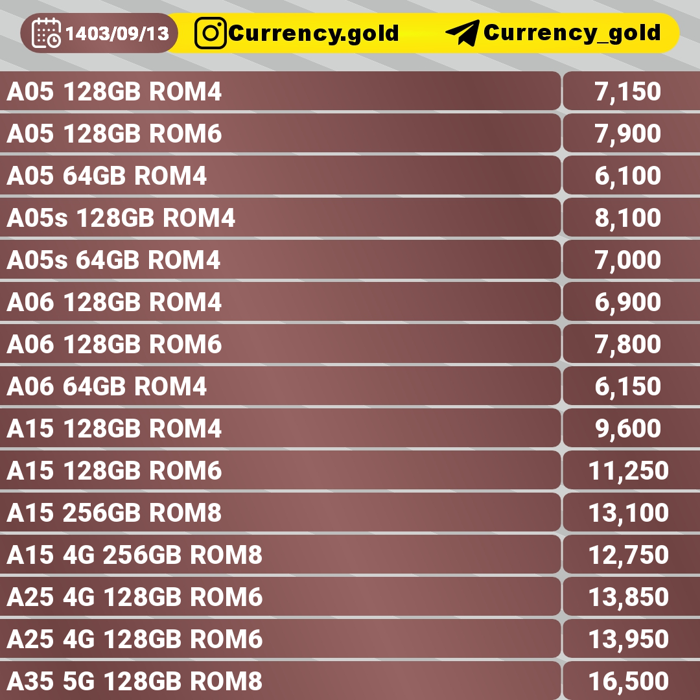 1403/09/13 Currency.gold Currency_gold
A05 128GB ROM4 7,150
A05 128GB ROM6 7,900
A05 64GB ROM4 6,100
A05s 128GB ROM4 8,100
A05s 64GB ROM4 7,000
A06 128GB ROM4 6,900
A06 128GB ROM6 7,800
A06 64GB ROM4 6,150
A15 128GB ROM4 9,600
A15 128GB ROM6 11,250
A15 256GB ROM8 13,100
A15 4G 256GB ROM8 12,750
A25 4G 128GB ROM6 13,850
A25 4G 128GB ROM6 13,950
A35 5G 128GB ROM8 16,500